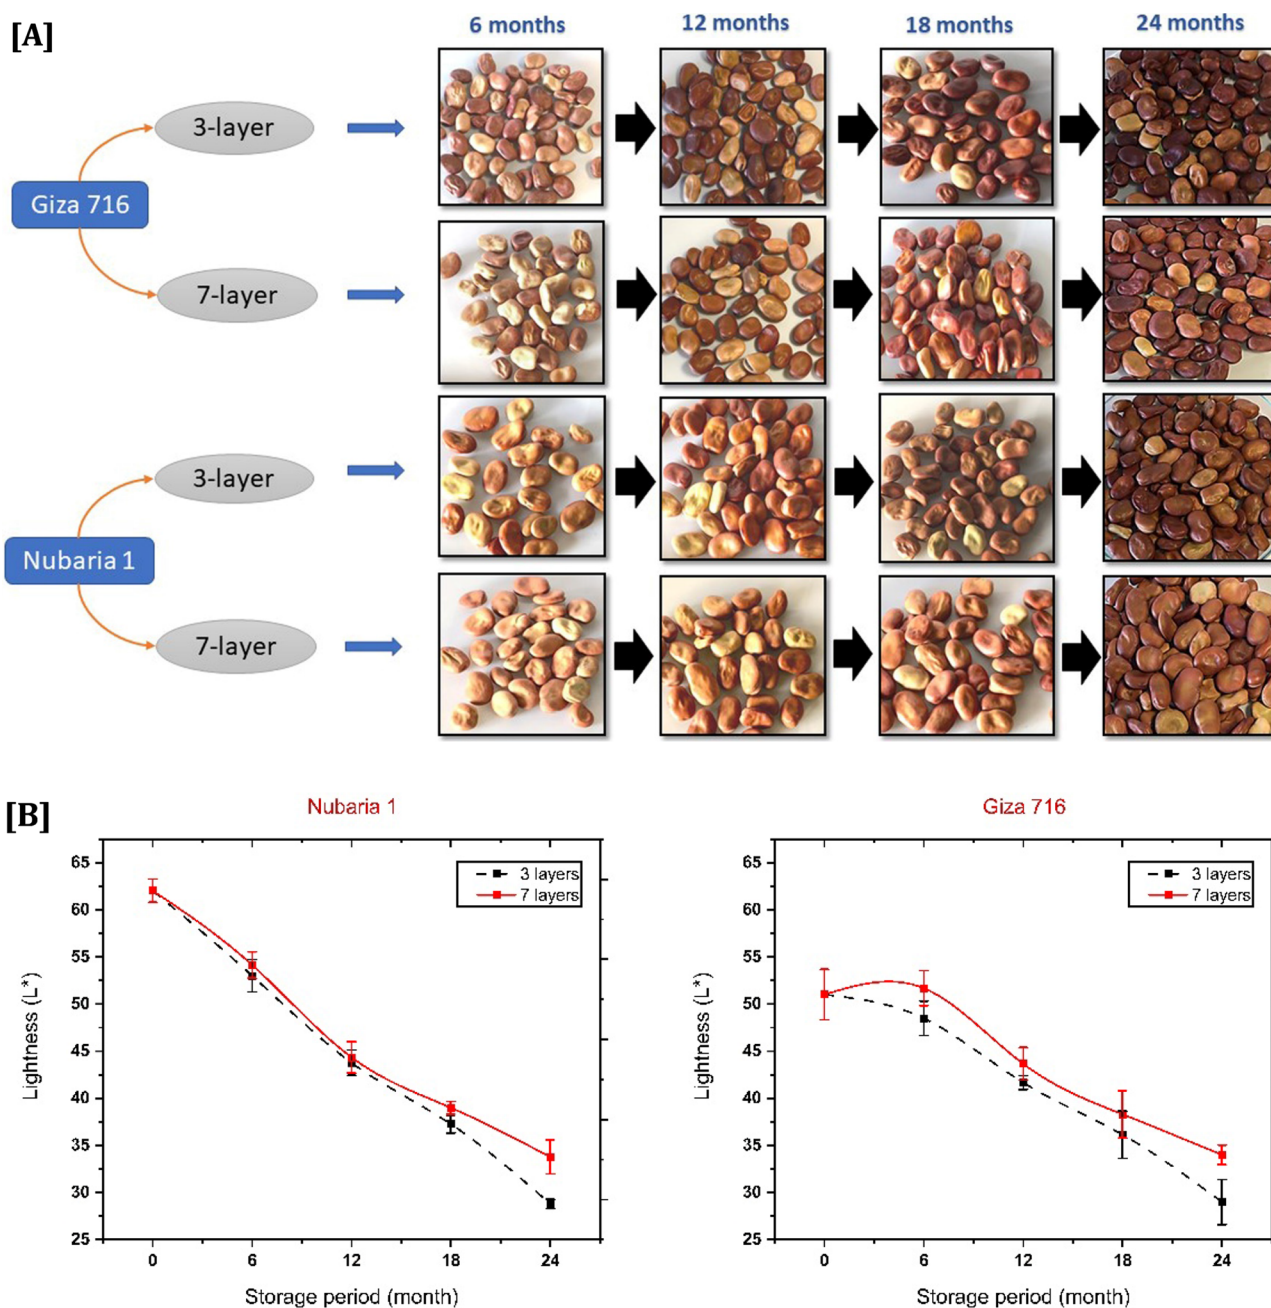 [A]
6 months 12 months 18 months 24 months
3-layer
Giza 716
7-layer
3-layer
Nubaria 1
7-layer
[B]
Nubaria 1
65
60
55
50
45
40
35
30
25
0 6 12 18 24
Lightness (L*)
Storage period (month)
3 layers
7 layers
Giza 716
65
60
55
50
45
40
35
30
25
0 6 12 18 24
Lightness (L*)
Storage period (month)
3 layers
7 layers